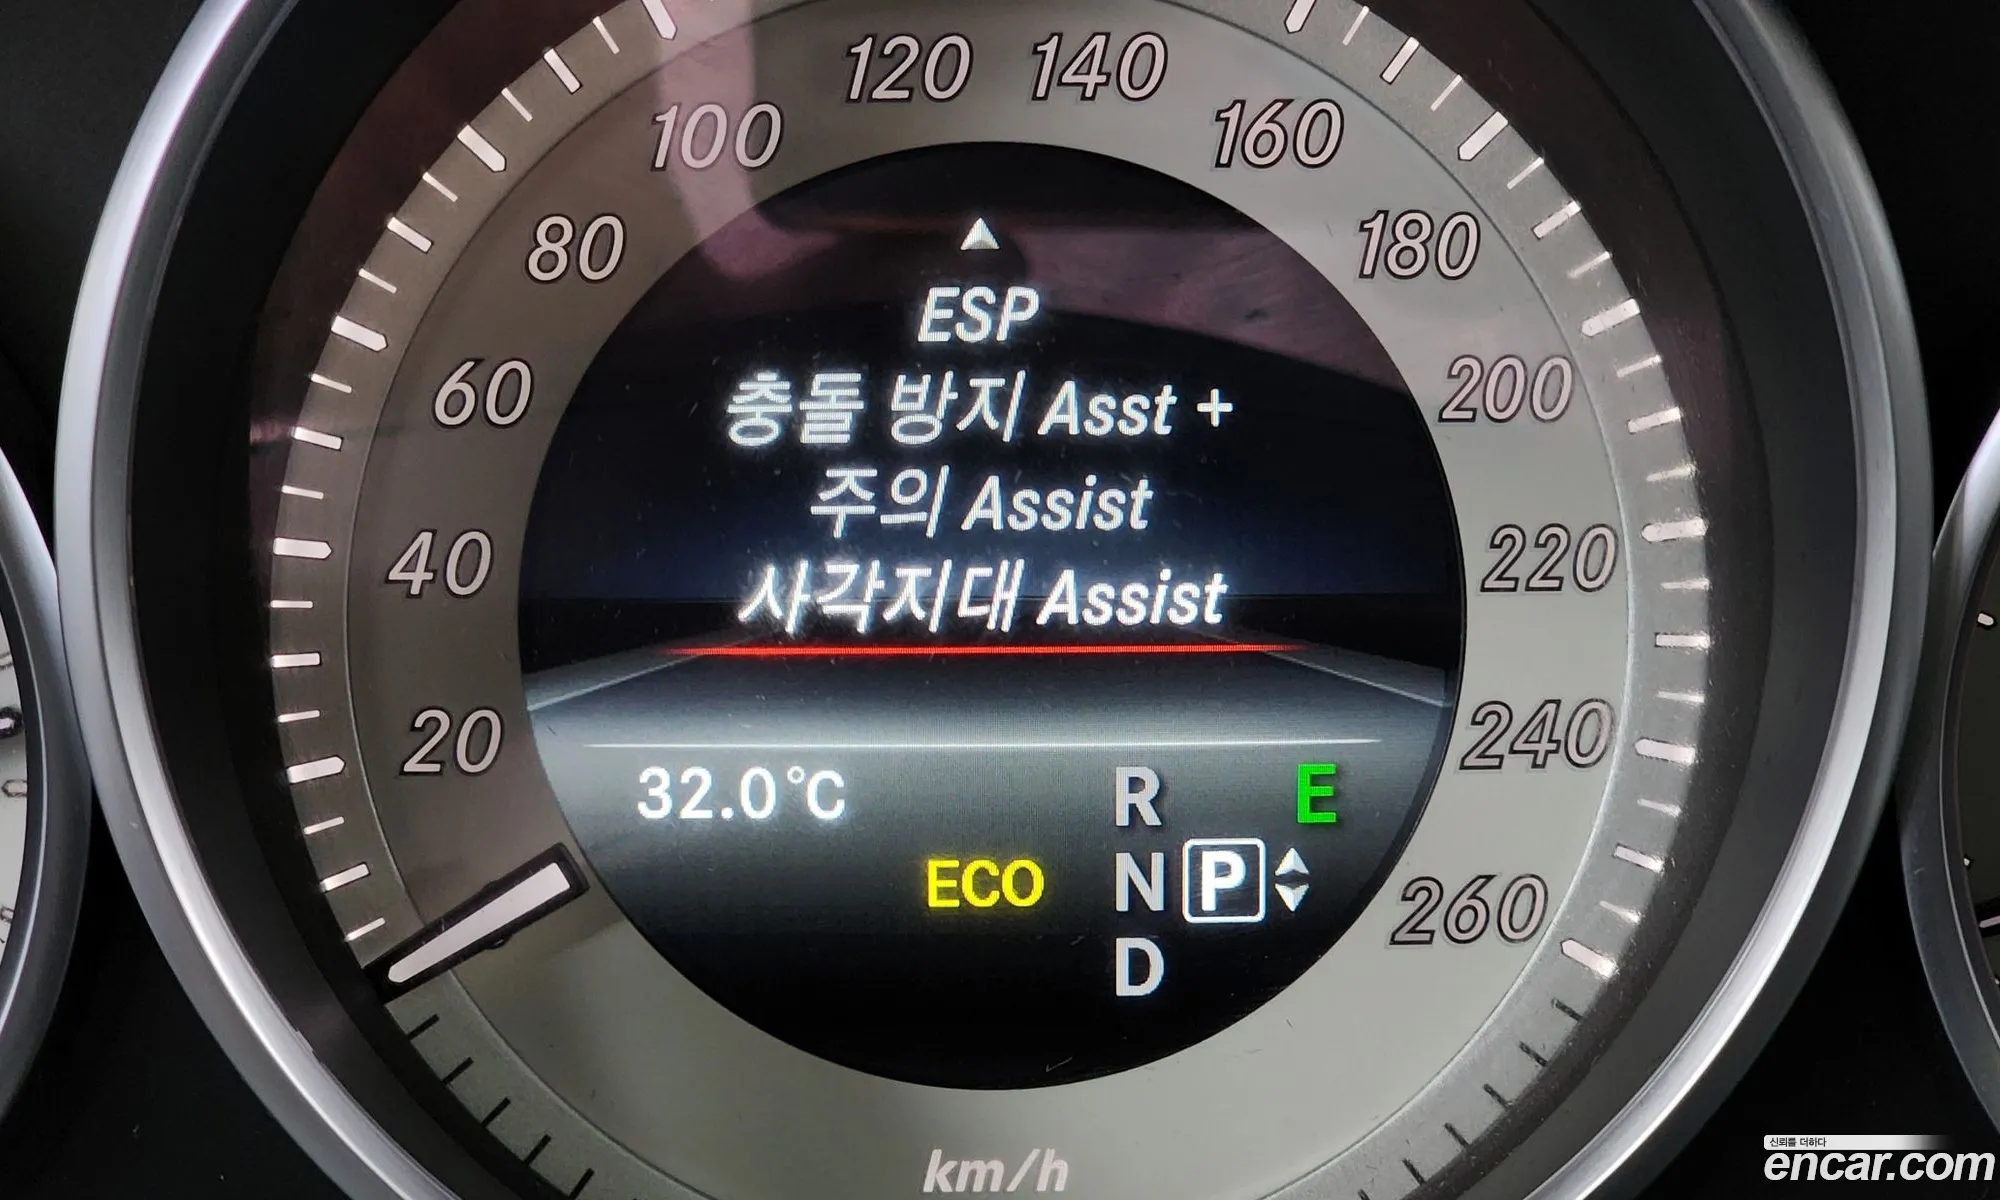 120 140
100 160
80 180
ESP
60 200
충돌 방지 Asst +
주의 Assist
40 220
사각지대 Assist
20 240
32.0°C R E
ECO N P
260
D
km/h
신뢰를 더하다
encar.com